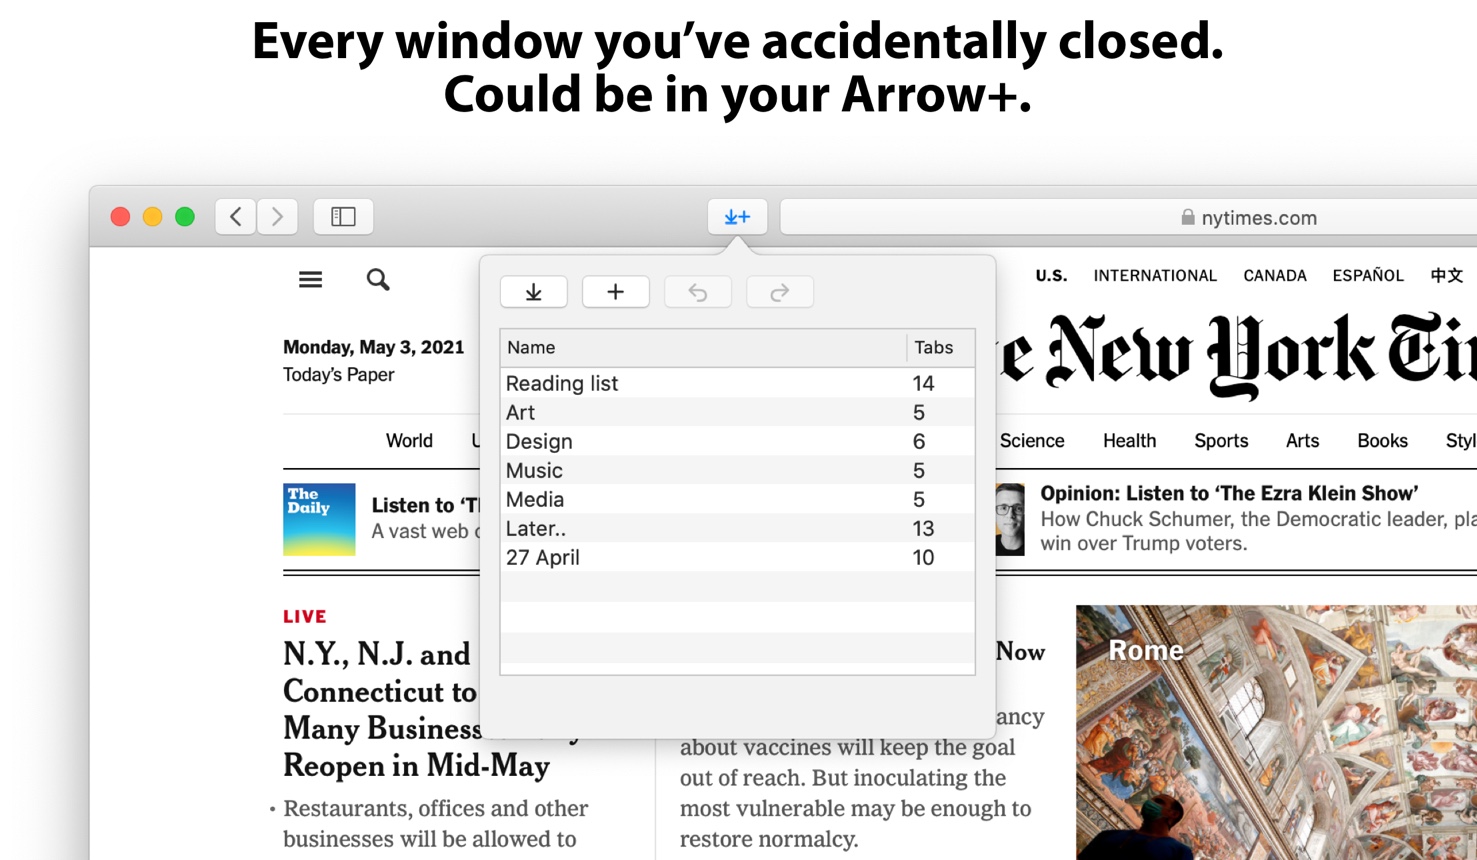 Every window you’ve accidentally closed.
Could be in your Arrow+.
nytimes.com
U.S. INTERNATIONAL CANADA ESPAÑOL 中文
Monday, May 3, 2021
Today’s Paper
New York
World
Science Health Sports Arts Books
Name Tabs
Reading list 14
Art 5
Design 6
Music 5
Media 5
Later.. 13
27 April 10
The
Daily
Listen to
A vast web
Opinion: Listen to ‘The Ezra Klein Show’
How Chuck Schumer, the Democratic leader,
win over Trump voters.
LIVE
N.Y., N.J. and
Connecticut to
Many Business
Reopen in Mid-May
• Restaurants, offices and other
businesses will be allowed to
Now
ancy
about vaccines will keep the goal
out of reach. But inoculating the
most vulnerable may be enough to
restore normalcy.
Rome